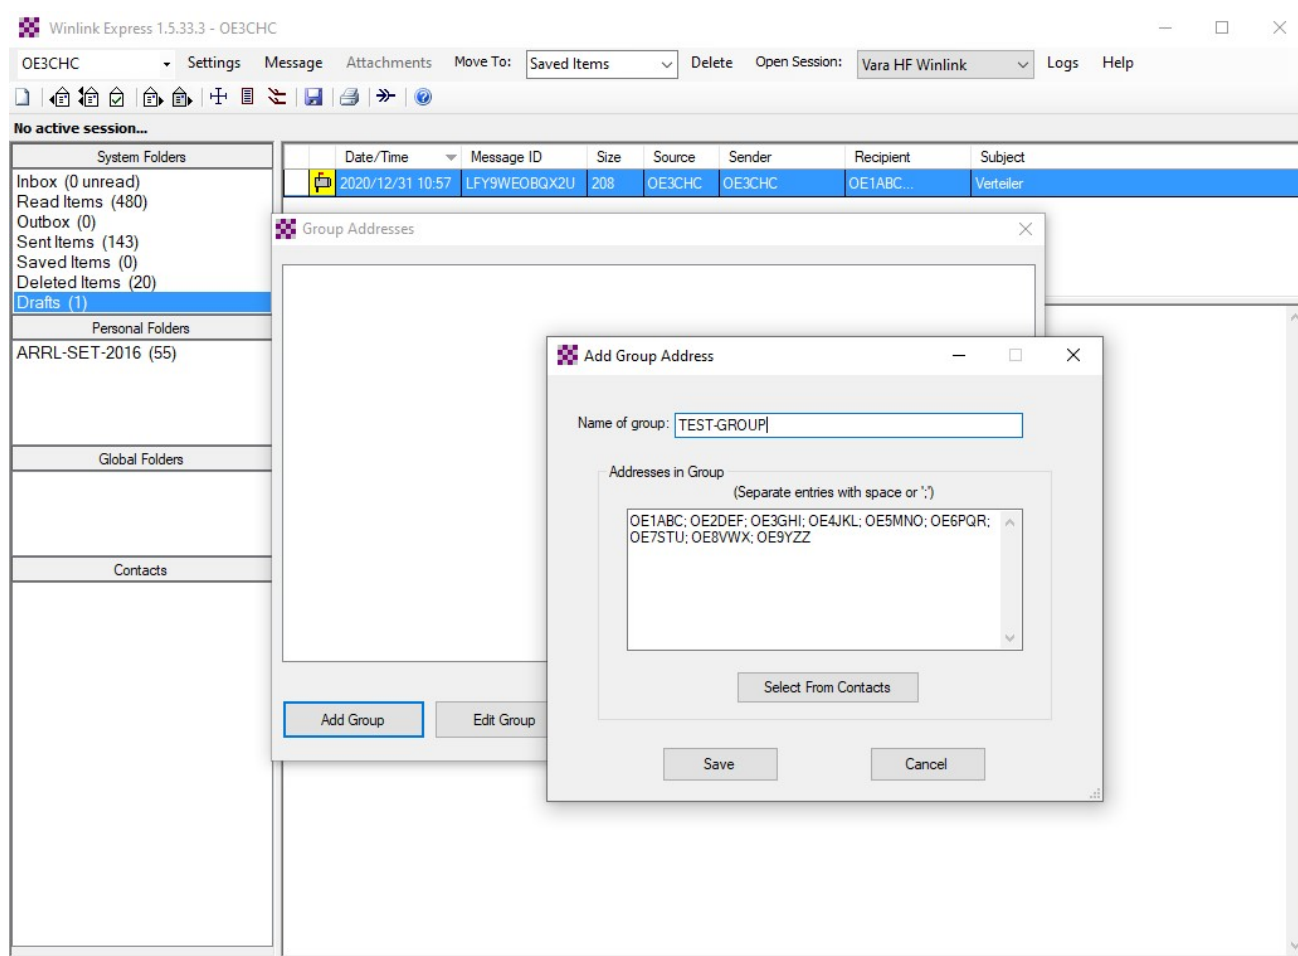 Winlink Express 1.5.33.3 - OE3CHC
OE3CHC Settings Message Attachments Move To: Saved Items Delete Open Session: Vara HF Winlink Logs Help
No active session...
System Folders
Inbox (0 unread)
Read Items (480)
Outbox (0)
Sent Items (143)
Saved Items (0)
Deleted Items (20)
Drafts (1)
Personal Folders
ARRL-SET-2016 (55)
Global Folders
Contacts
Date/Time Message ID Size Source Sender Recipient Subject
2020/12/31 10:57 LFY9WEOBQX2U 208 OE3CHC OE3CHC OE1ABC... Verteiler
Group Addresses
Add Group Edit Group
Add Group Address
Name of group: TEST-GROUP
Addresses in Group
(Separate entries with space or ';')
OE1ABC; OE2DEF; OE3GHI; OE4JKL; OE5MNO; OE6PQR;
OE7STU; OE8VWX; OE9YZZ
Select From Contacts
Save Cancel